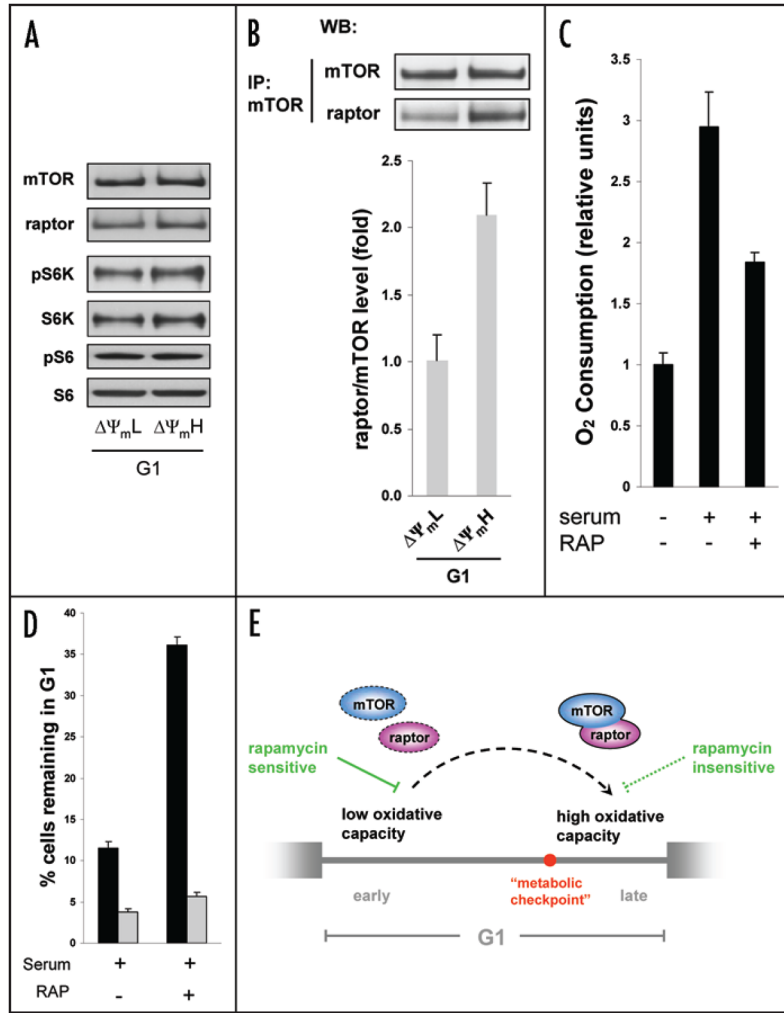 A
mTOR
raptor
pS6K
S6K
pS6
S6
ΔΨmL ΔΨmH
G1
B
WB:
IP:
mTOR
mTOR
raptor
raptor/mTOR level (fold)
2.5
2.0
1.5
1.0
0.5
0.0
ΔΨmL ΔΨmH
G1
C
O2 Consumption (relative units)
3.5
3
2.5
2
1.5
1
0.5
0
serum - + +
RAP - - +
D
% cells remaining in G1
40
35
30
25
20
15
10
5
0
Serum + +
RAP - +
E
mTOR
raptor
mTOR
raptor
rapamycin
sensitive
rapamycin
insensitive
low oxidative
capacity
high oxidative
capacity
"metabolic
checkpoint"
early
late
G1